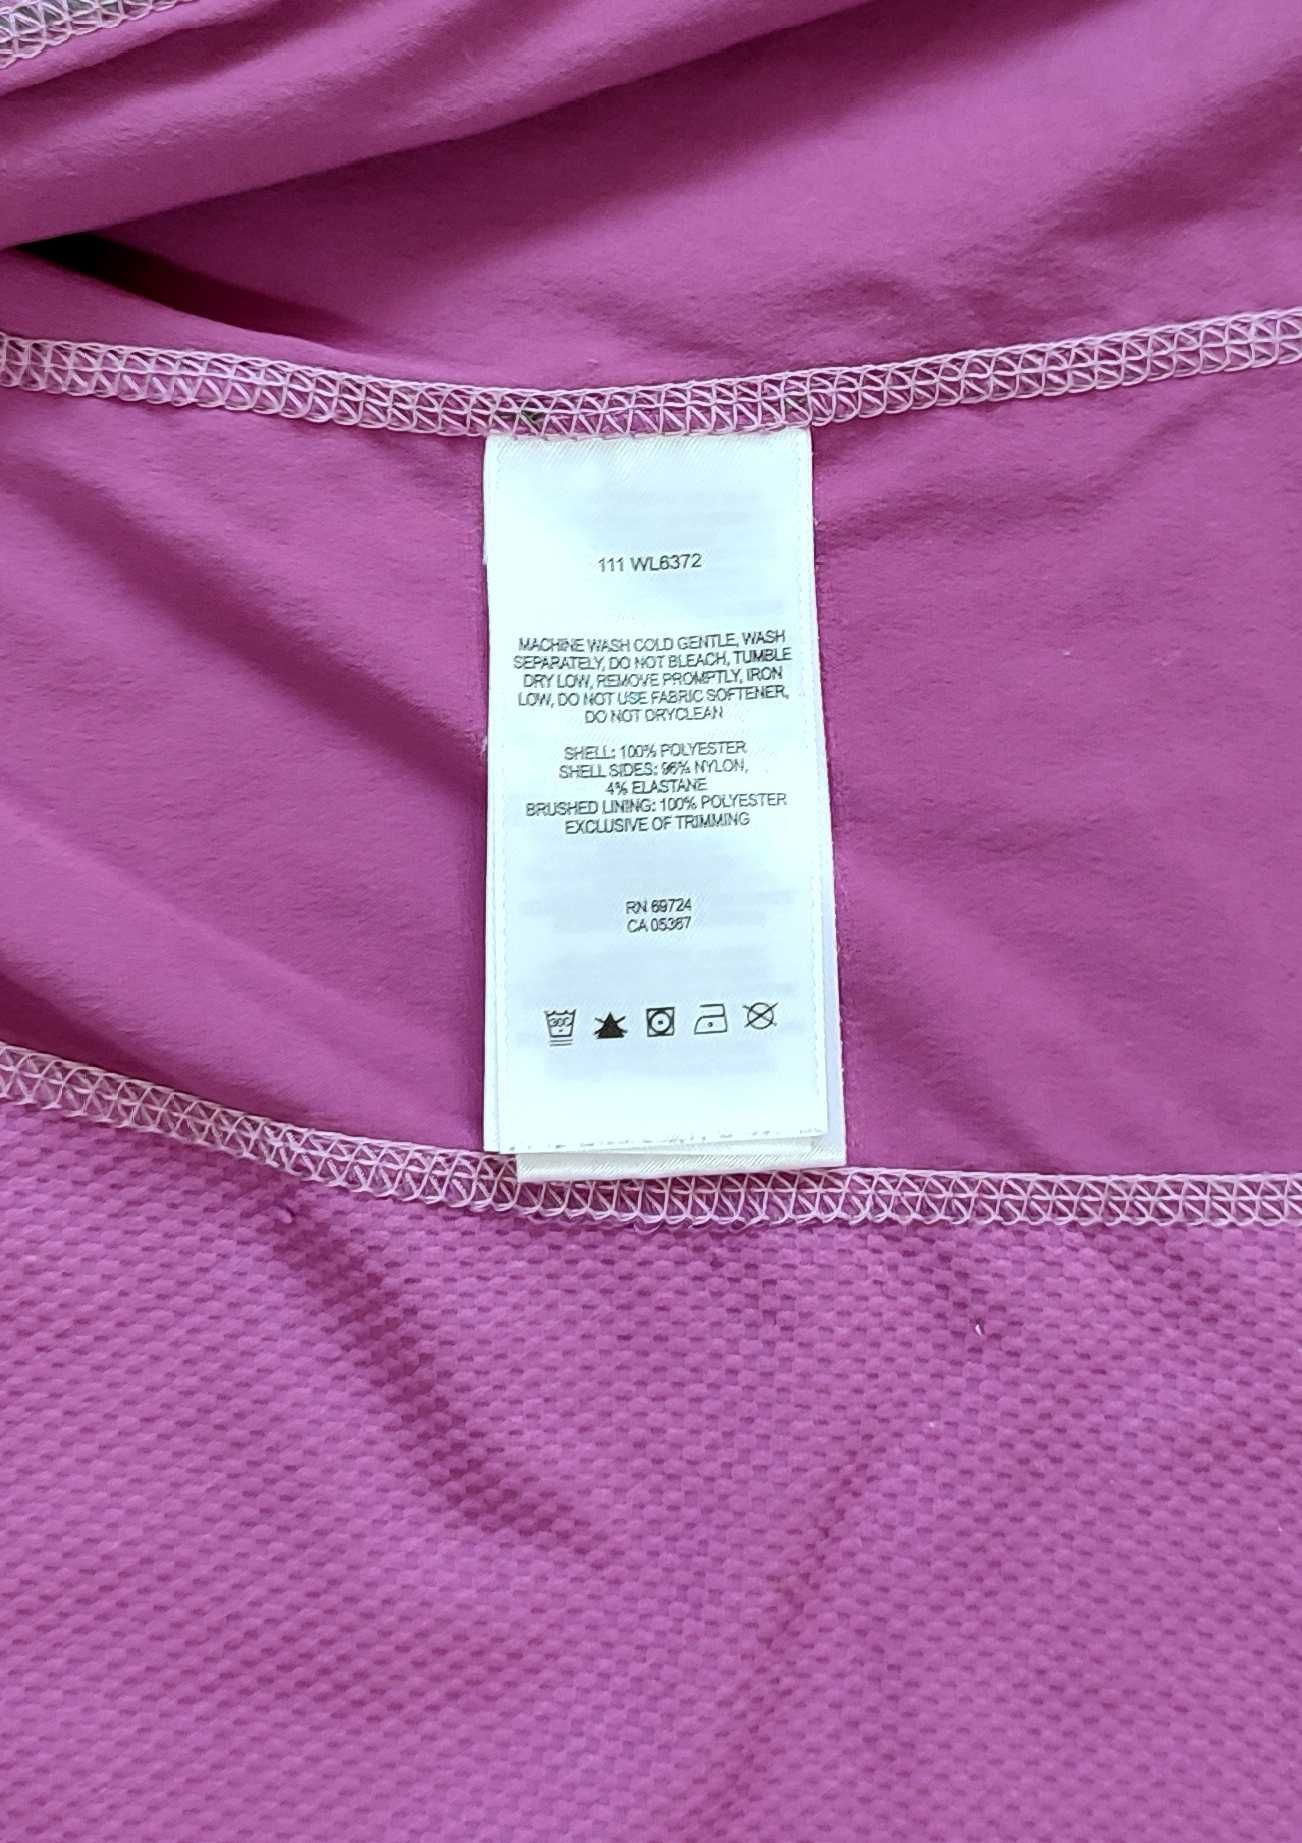 111 WL6372
MACHINE WASH COLD GENTLE, WASH
SEPARATELY, DO NOT BLEACH, TUMBLE
DRY LOW, REMOVE PROMPTLY, IRON
LOW, DO NOT USE FABRIC SOFTENER,
DO NOT DRYCLEAN
SHELL: 100% POLYESTER
SHELL SIDES: 96% NYLON,
4% ELASTANE
BRUSHED LINING: 100% POLYESTER
EXCLUSIVE OF TRIMMING
RN 69724
CA 05367
30C